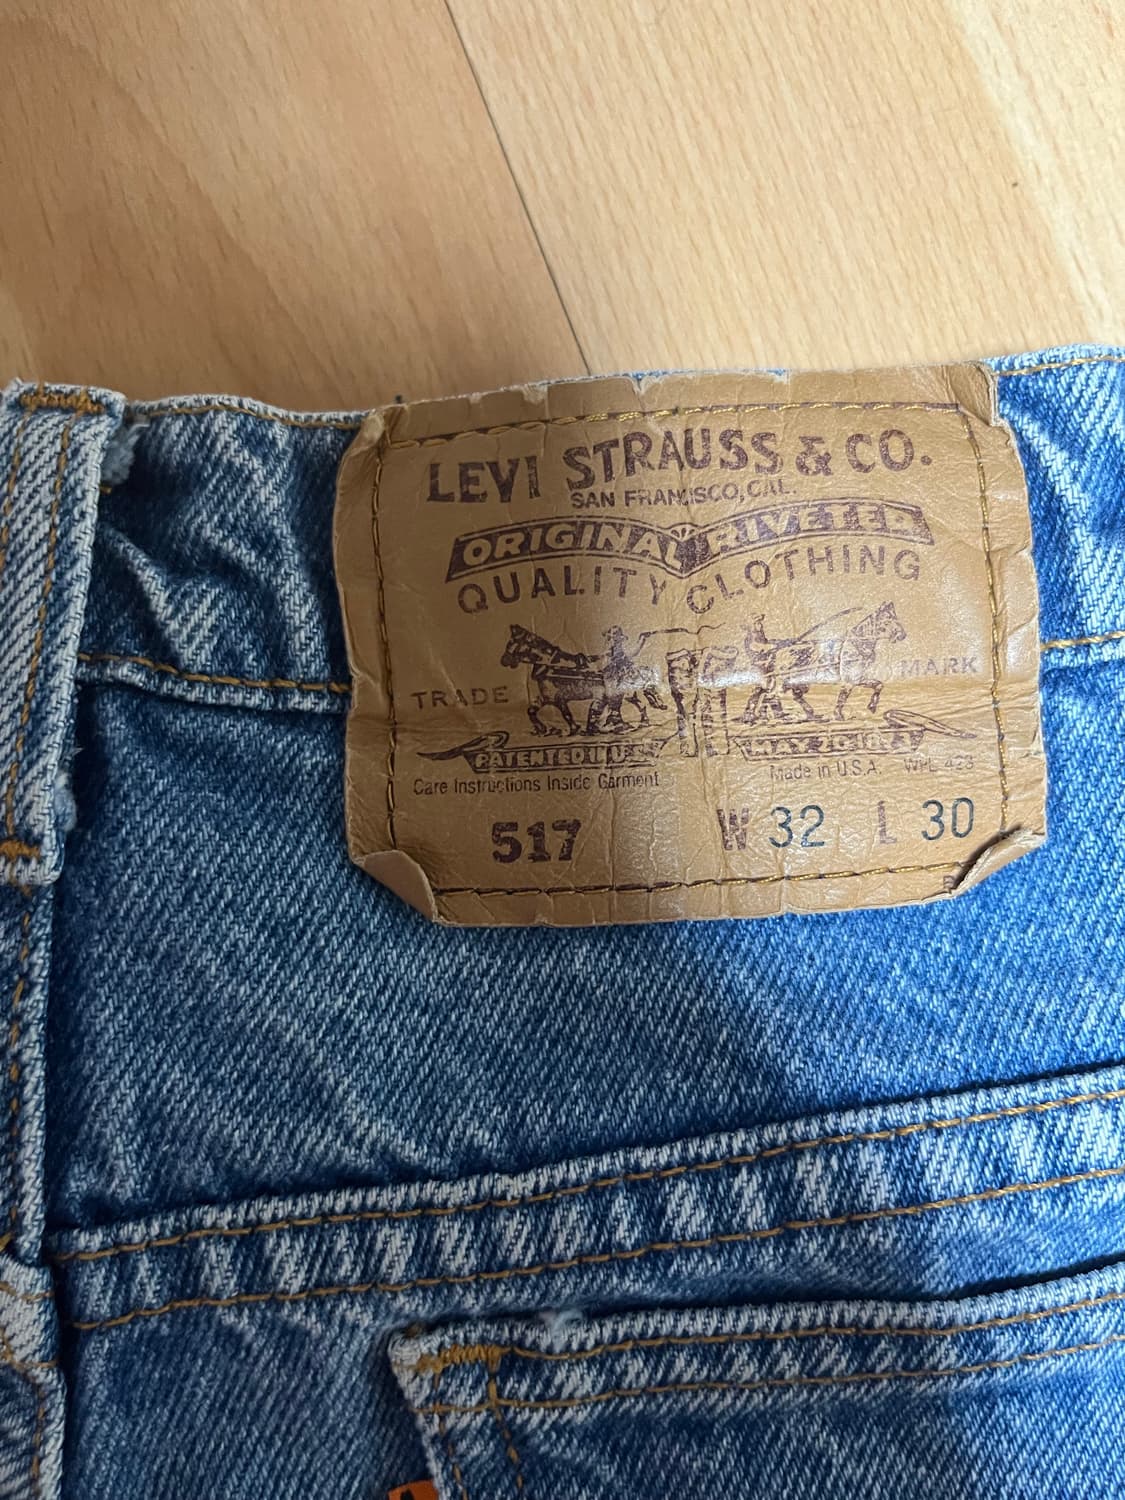 LEVI STRAUSS & CO.
SAN FRANCISCO, CAL.
ORIGINAL RIVETED
QUALITY CLOTHING
TRADE MARK
PATENTED IN U.S. MAY 20 1873
Care Instructions Inside Garment Made in U.S.A. WPL 423
517 W 32 L 30